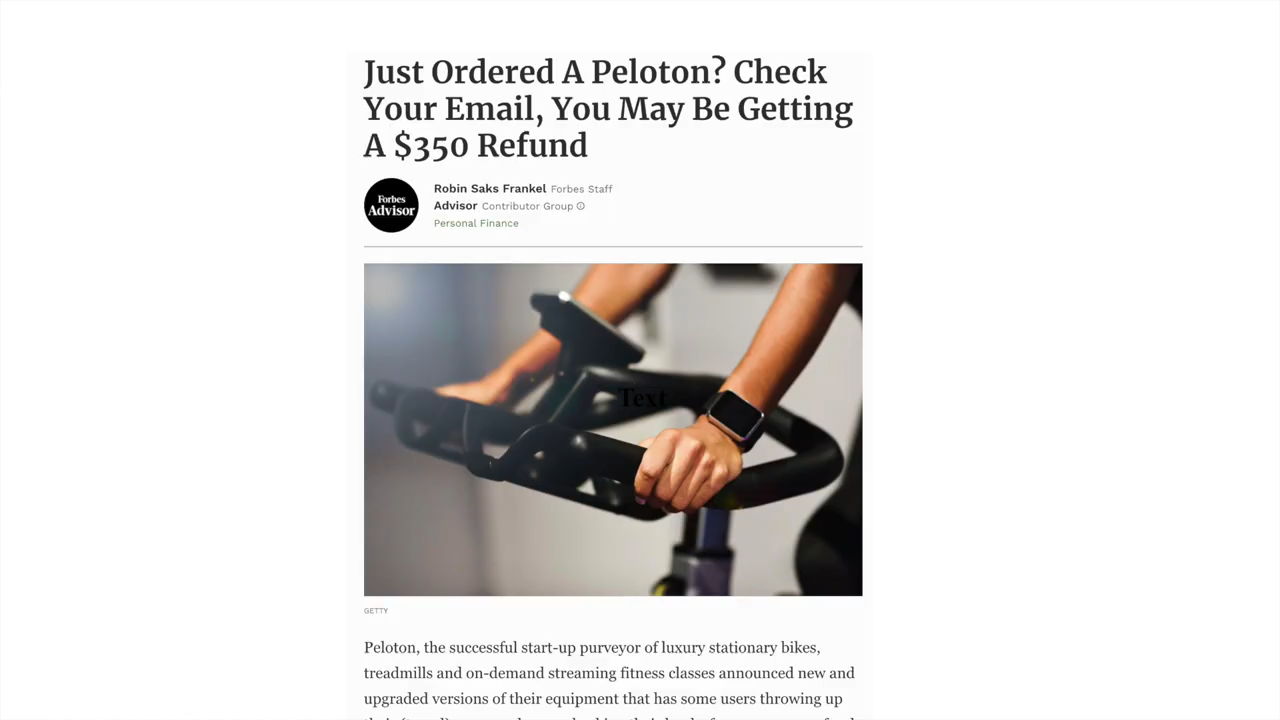 Just Ordered A Peloton? Check
Your Email, You May Be Getting
A $350 Refund
Forbes
Advisor
Robin Saks Frankel Forbes Staff
Advisor Contributor Group
Personal Finance
Text
GETTY
Peloton, the successful start-up purveyor of luxury stationary bikes,
treadmills and on-demand streaming fitness classes announced new and
upgraded versions of their equipment that has some users throwing up